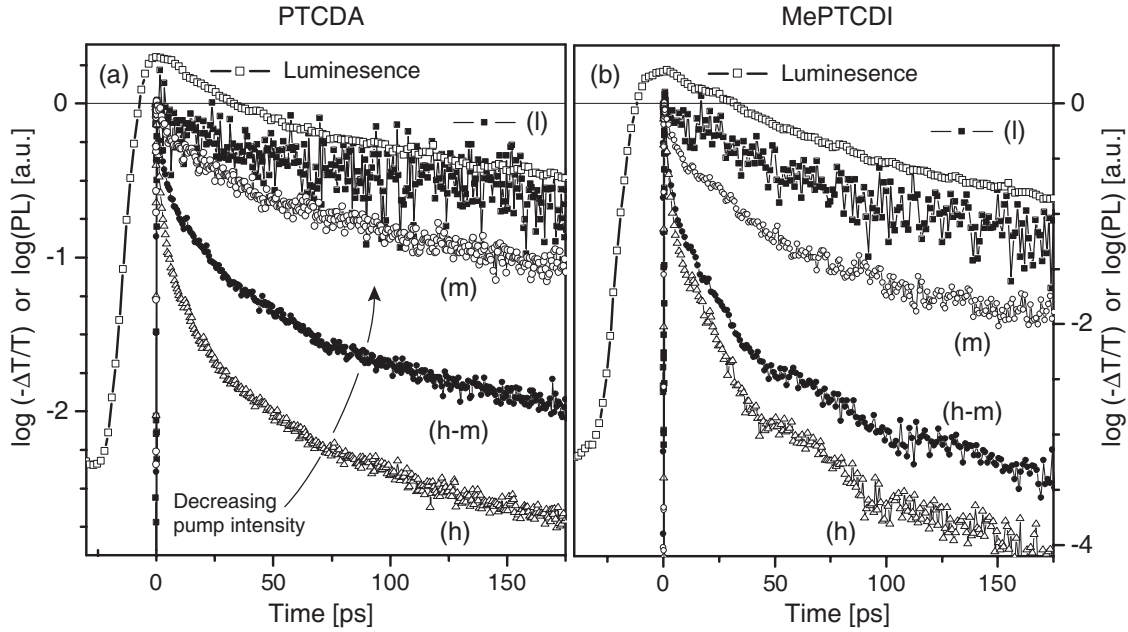 PTCDA
MePTCDI
(a)
Luminesence
(l)
(m)
(h-m)
(h)
Decreasing
pump intensity
0
-1
-2
log (-ΔT/T) or log(PL) [a.u.]
0 50 100 150
Time [ps]
(b)
Luminesence
(l)
(m)
(h-m)
(h)
0
-2
-4
log (-ΔT/T) or log(PL) [a.u.]
0 50 100 150
Time [ps]